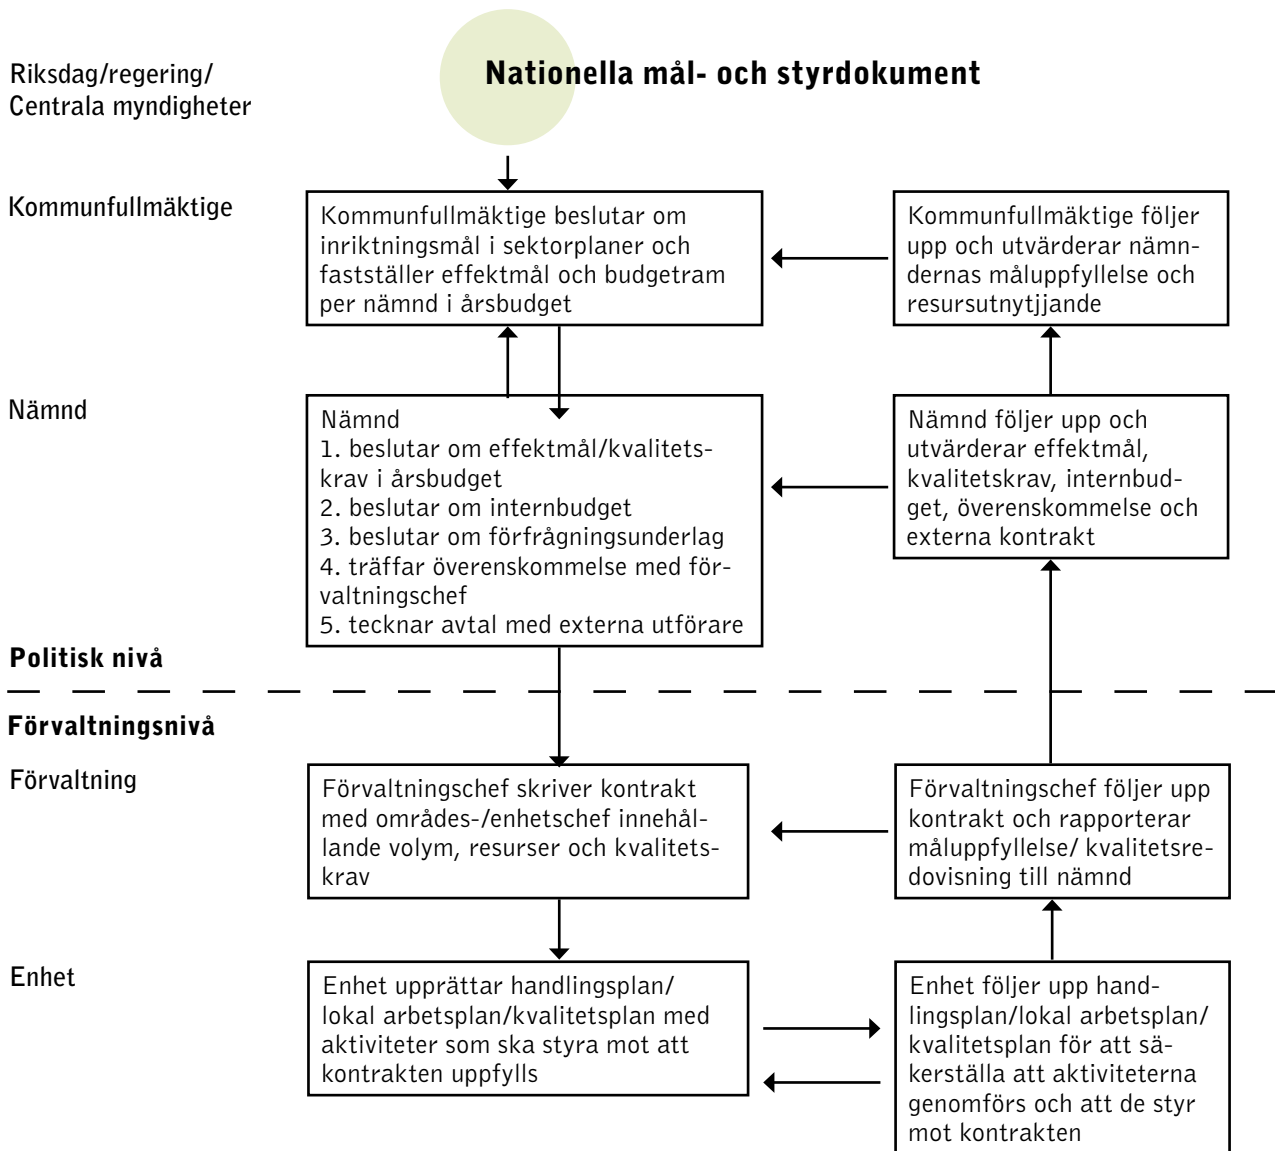 Riksdag/regering/
Centrala myndigheter
Nationella mål- och styrdokument
Kommunfullmäktige
Kommunfullmäktige beslutar om
inriktningsmål i sektorplaner och
fastställer effektmål och budgetram
per nämnd i årsbudget
Kommunfullmäktige följer
upp och utvärderar nämn-
dernas måluppfyllelse och
resursutnytjjande
Nämnd
Nämnd
1. beslutar om effektmål/kvalitets-
krav i årsbudget
2. beslutar om internbudget
3. beslutar om förfrågningsunderlag
4. träffar överenskommelse med för-
valtningschef
5. tecknar avtal med externa utförare
Nämnd följer upp och
utvärderar effektmål,
kvalitetskrav, internbud-
get, överenskommelse och
externa kontrakt
Politisk nivå
Förvaltningsnivå
Förvaltning
Förvaltningschef skriver kontrakt
med områdes-/enhetschef innehål-
lande volym, resurser och kvalitets-
krav
Förvaltningschef följer upp
kontrakt och rapporterar
måluppfyllelse/ kvalitetsre-
dovisning till nämnd
Enhet
Enhet upprättar handlingsplan/
lokal arbetsplan/kvalitetsplan med
aktiviteter som ska styra mot att
kontrakten uppfylls
Enhet följer upp hand-
lingsplan/lokal arbetsplan/
kvalitetsplan för att sä-
kerställa att aktiviteterna
genomförs och att de styr
mot kontrakten